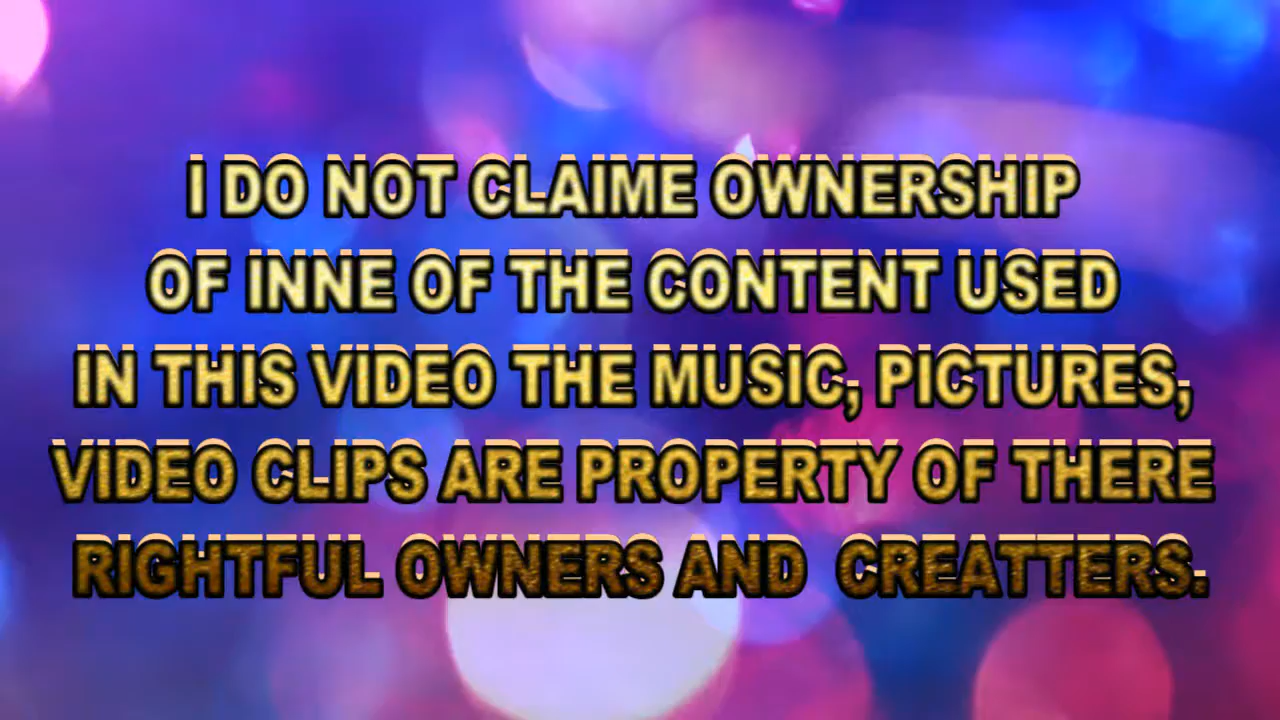 I DO NOT CLAIME OWNERSHIP
OF INNE OF THE CONTENT USED
IN THIS VIDEO THE MUSIC, PICTURES,
VIDEO CLIPS ARE PROPERTY OF THERE
RIGHTFUL OWNERS AND CREATTERS.